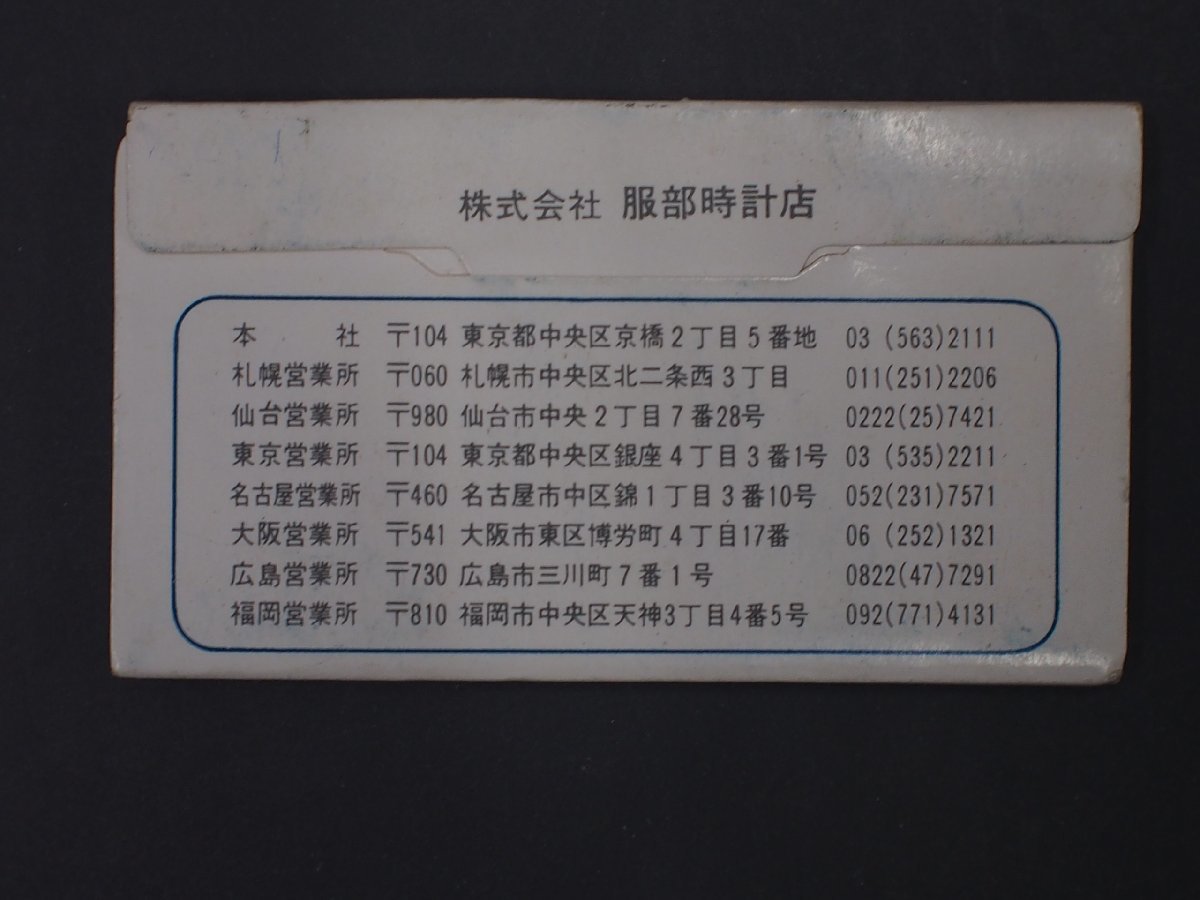 株式会社 服部時計店
本 社 〒104 東京都中央区京橋2丁目5番地 03 (563)2111
札幌営業所 〒060 札幌市中央区北二条西3丁目 011(251)2206
仙台営業所 〒980 仙台市中央2丁目7番28号 0222(25)7421
東京営業所 〒104 東京都中央区銀座4丁目3番1号 03 (535)2211
名古屋営業所 〒460 名古屋市中区錦1丁目3番10号 052(231)7571
大阪営業所 〒541 大阪市東区博労町4丁目17番 06 (252)1321
広島営業所 〒730 広島市三川町7番1号 0822(47)7291
福岡営業所 〒810 福岡市中央区天神3丁目4番5号 092(771)4131